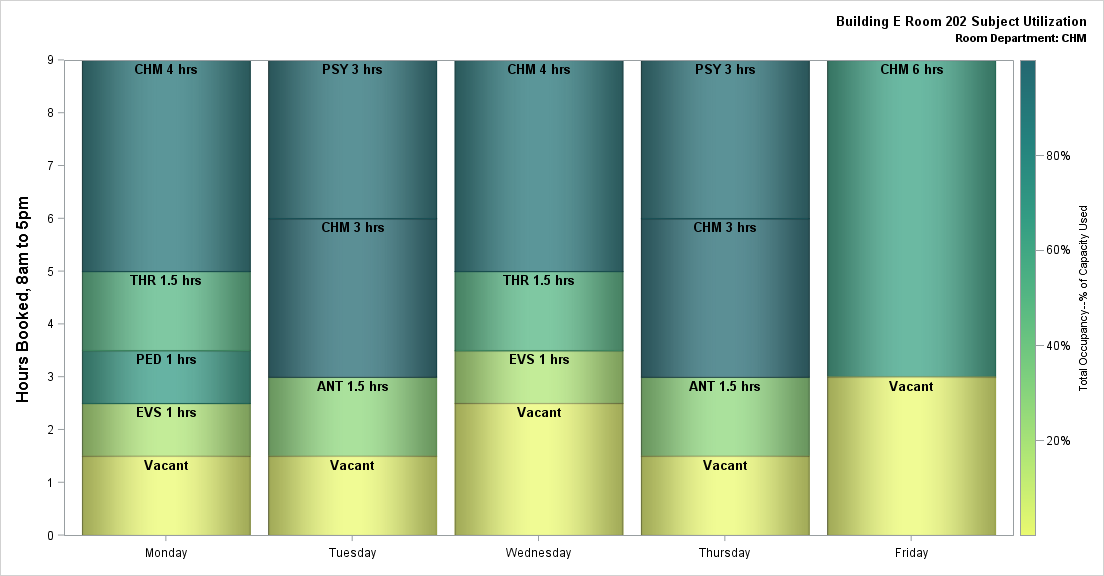 Building E Room 202 Subject Utilization
Room Department: CHM
Hours Booked, 8am to 5pm
9
8
7
6
5
4
3
2
1
0
CHM 4 hrs
THR 1.5 hrs
PED 1 hrs
EVS 1 hrs
Vacant
PSY 3 hrs
CHM 3 hrs
ANT 1.5 hrs
Vacant
CHM 4 hrs
THR 1.5 hrs
EVS 1 hrs
Vacant
PSY 3 hrs
CHM 3 hrs
ANT 1.5 hrs
Vacant
CHM 6 hrs
Vacant
Monday
Tuesday
Wednesday
Thursday
Friday
80%
60%
40%
20%
Total Occupancy--% of Capacity Used